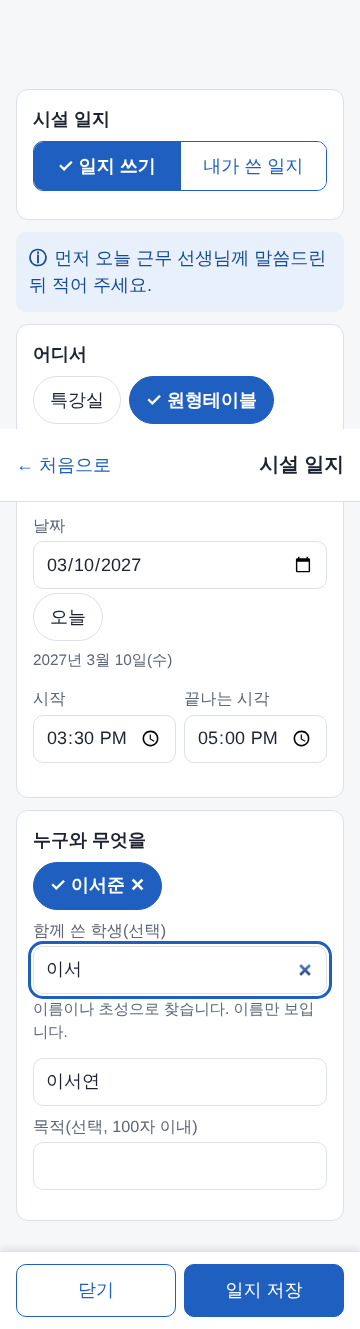 시설 일지
✓ 일지 쓰기
내가 쓴 일지
ⓘ 먼저 오늘 근무 선생님께 말씀드린
뒤 적어 주세요.
어디서
특강실
✓ 원형테이블
← 처음으로
시설 일지
날짜
03/10/2027
오늘
2027년 3월 10일(수)
시작
끝나는 시각
03:30 PM
05:00 PM
누구와 무엇을
✓ 이서준 ✕
함께 쓴 학생(선택)
이서
이름이나 초성으로 찾습니다. 이름만 보입
니다.
이서연
목적(선택, 100자 이내)
닫기
일지 저장